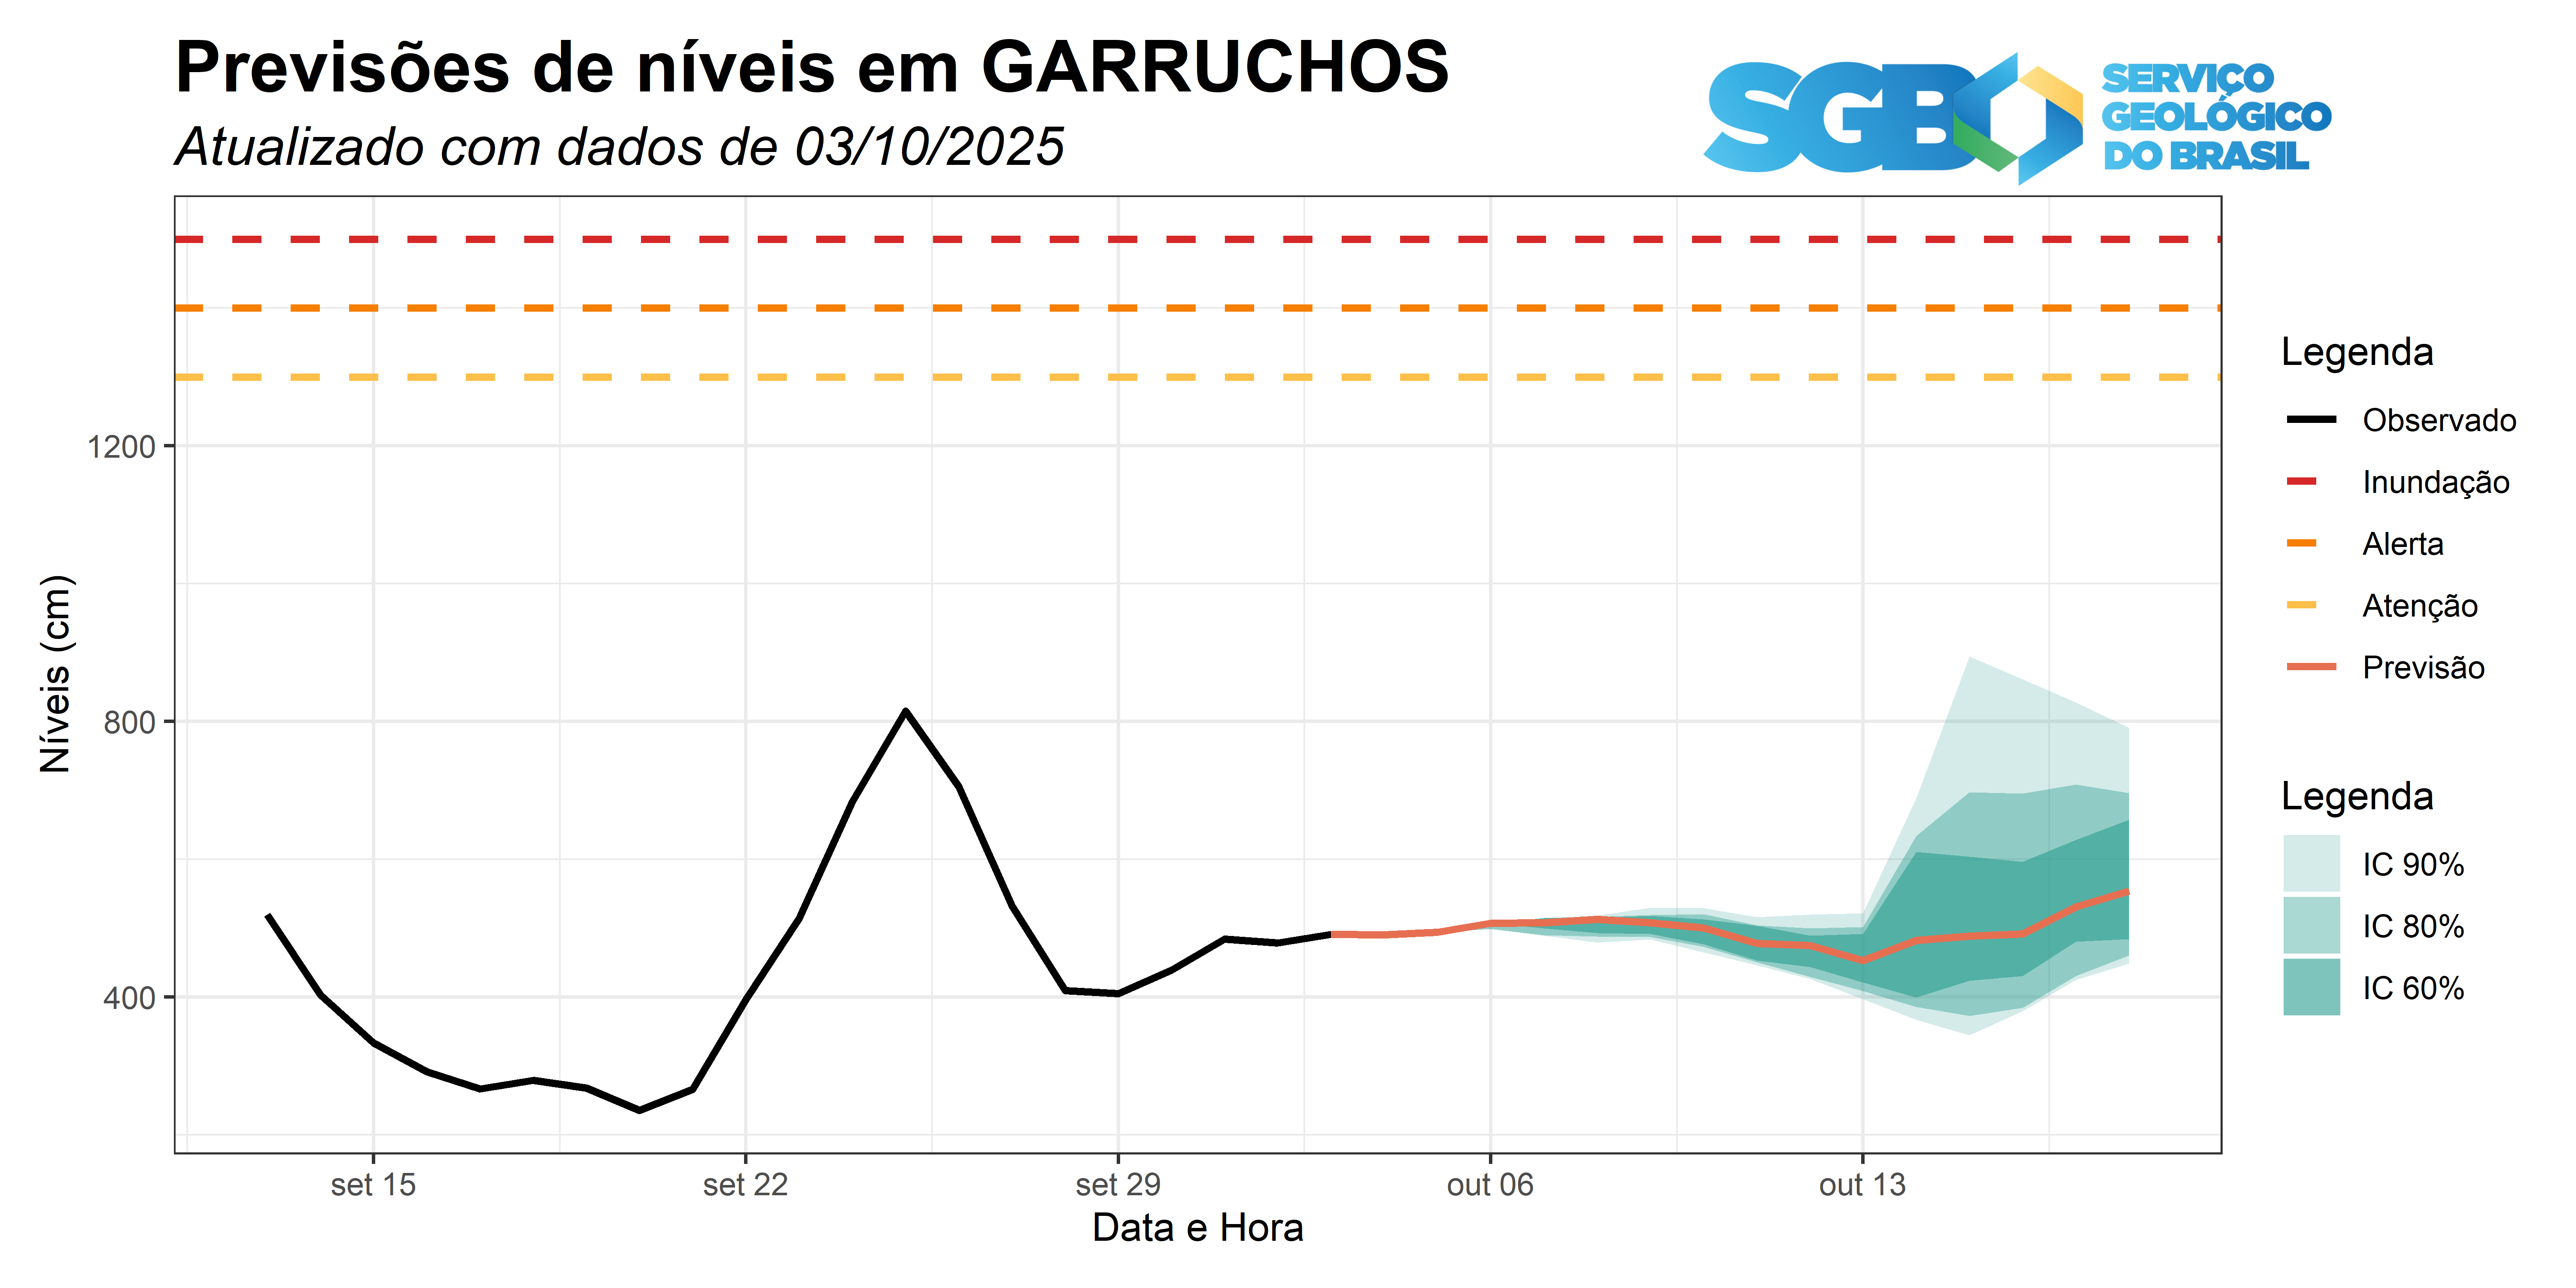 Previsões de níveis em GARRUCHOS
Atualizado com dados de 03/10/2025
SGB
SERVIÇO
GEOLÓGICO
DO BRASIL
Níveis (cm)
1200
800
400
set 15
set 22
set 29
out 06
out 13
Data e Hora
Legenda
Observado
Inundação
Alerta
Atenção
Previsão
Legenda
IC 90%
IC 80%
IC 60%